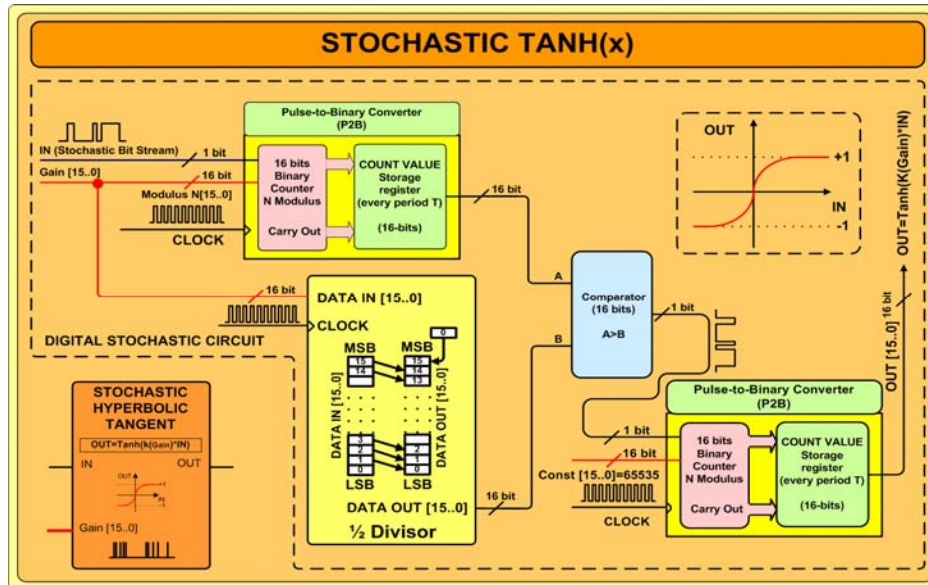 STOCHASTIC TANH(x)
Pulse-to-Binary Converter
(P2B)
IN (Stochastic Bit Stream)
1 bit
Gain [15..0]
16 bit
Modulus N[15..0]
CLOCK
16 bits
Binary
Counter
N Modulus
Carry Out
COUNT VALUE
Storage
register
(every period T)
(16-bits)
16 bit
OUT
+1
IN
-1
OUT=Tanh(K(Gain)*IN)
OUT [15..0]
16 bit
16 bit
DATA IN [15..0]
CLOCK
DIGITAL STOCHASTIC CIRCUIT
0
MSB
MSB
15
14
15
14
13
DATA IN [15..0]
DATA OUT [15..0]
3
2
1
0
2
1
0
LSB
LSB
DATA OUT [15..0]
½ Divisor
16 bit
A
B
Comparator
(16 bits)
A>B
1 bit
Pulse-to-Binary Converter
(P2B)
1 bit
16 bit
Const [15..0]=65535
CLOCK
16 bits
Binary
Counter
N Modulus
Carry Out
COUNT VALUE
Storage
register
(every period T)
(16-bits)
STOCHASTIC
HYPERBOLIC
TANGENT
OUT=Tanh(k(Gain)*IN)
IN
OUT
OUT
+1
IN
-1
Gain [15..0]